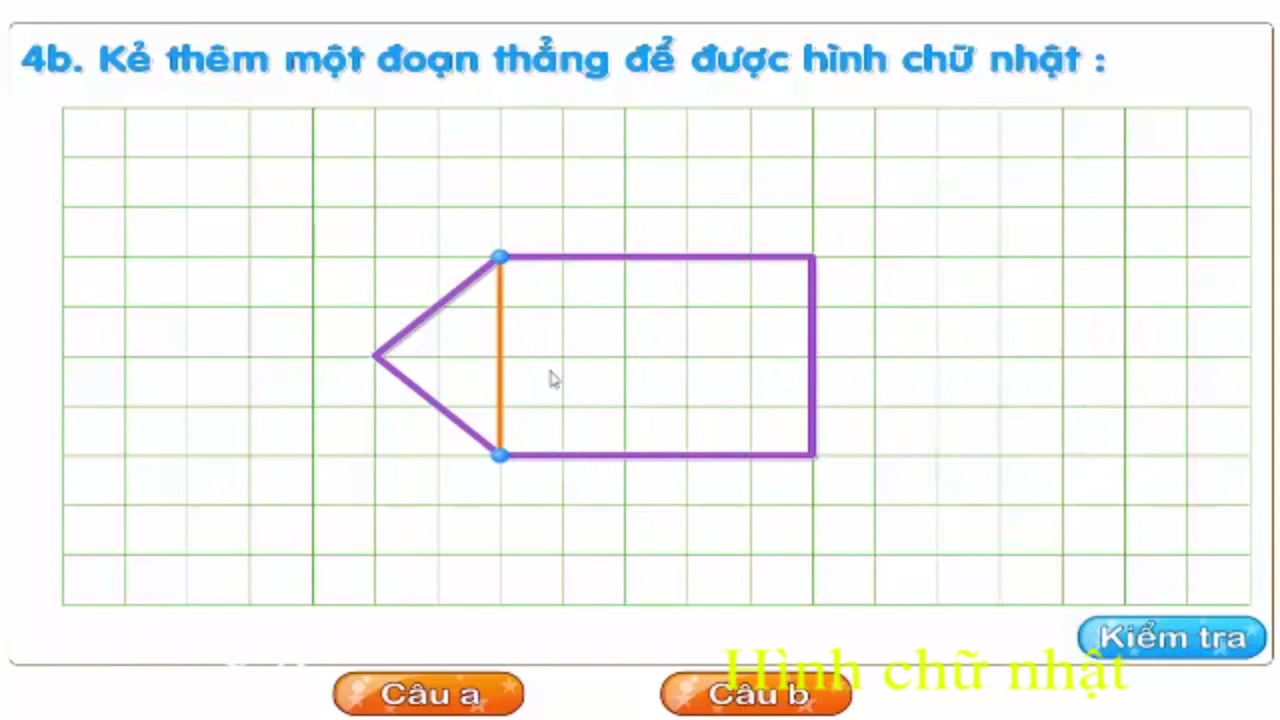 4b. Kẻ thêm một đoạn thẳng để được hình chữ nhật :
Kiểm tra
Hình chữ nhật
Câu a
Câu b